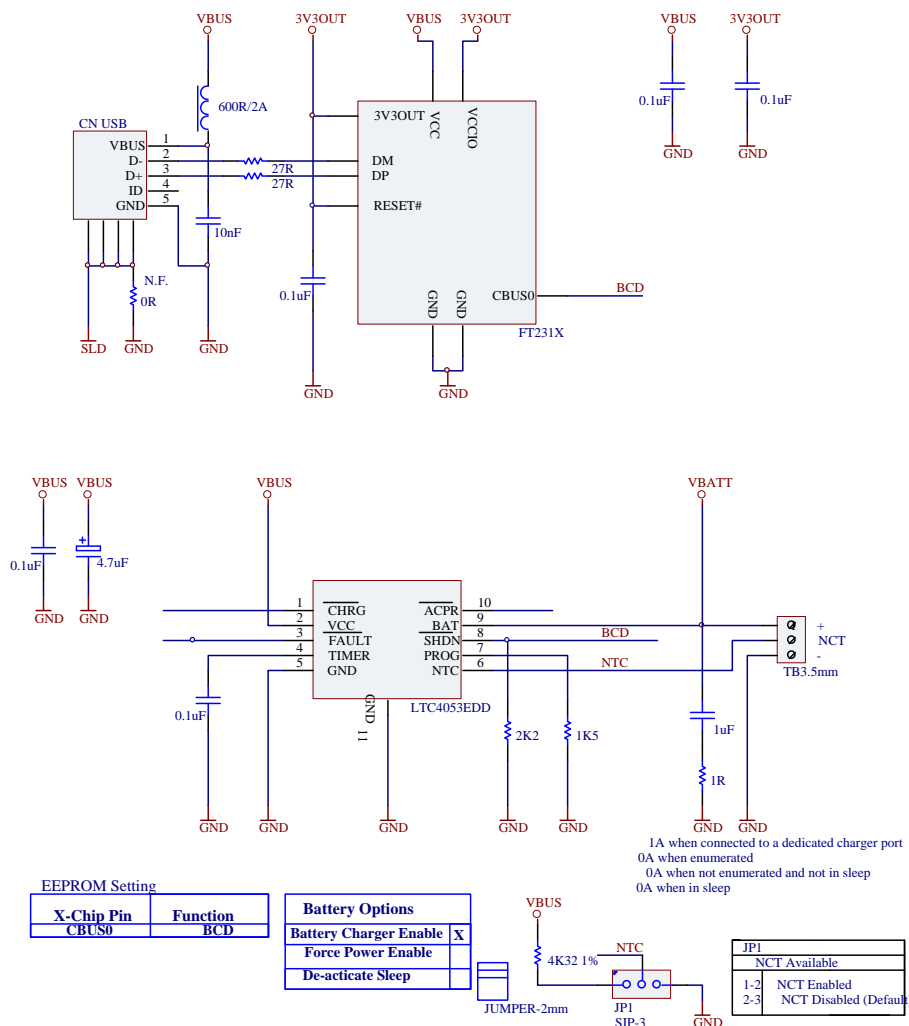 VBUS
3V3OUT
VBUS
3V3OUT
VBUS
3V3OUT
600R/2A
0.1uF
0.1uF
GND
GND
CN USB
VBUS
D-
D+
ID
GND
1
2
3
4
5
27R
27R
10nF
N.F.
0R
SLD
GND
GND
0.1uF
GND
3V3OUT
VCC
VCCIO
DM
DP
RESET#
GND
GND
CBUS0
BCD
FT231X
GND
VBUS
VBUS
VBUS
VBATT
0.1uF
4.7uF
GND
GND
1
2
3
4
5
CHRG
VCC
FAULT
TIMER
GND
GND
11
ACPR
BAT
SHDN
PROG
NTC
10
9
8
7
6
BCD
NTC
LTC4053EDD
+
NCT
-
TB3.5mm
0.1uF
2K2
1K5
1uF
1R
GND
GND
GND
GND
GND
GND
GND
1A when connected to a dedicated charger port
0A when enumerated
0A when not enumerated and not in sleep
0A when in sleep
EEPROM Setting
X-Chip Pin Function
CBUS0 BCD
Battery Options
Battery Charger Enable X
Force Power Enable
De-acticate Sleep
JUMPER-2mm
VBUS
4K32 1%
NTC
JP1
SIP-3
GND
JP1
NCT Available
1-2 NCT Enabled
2-3 NCT Disabled (Default